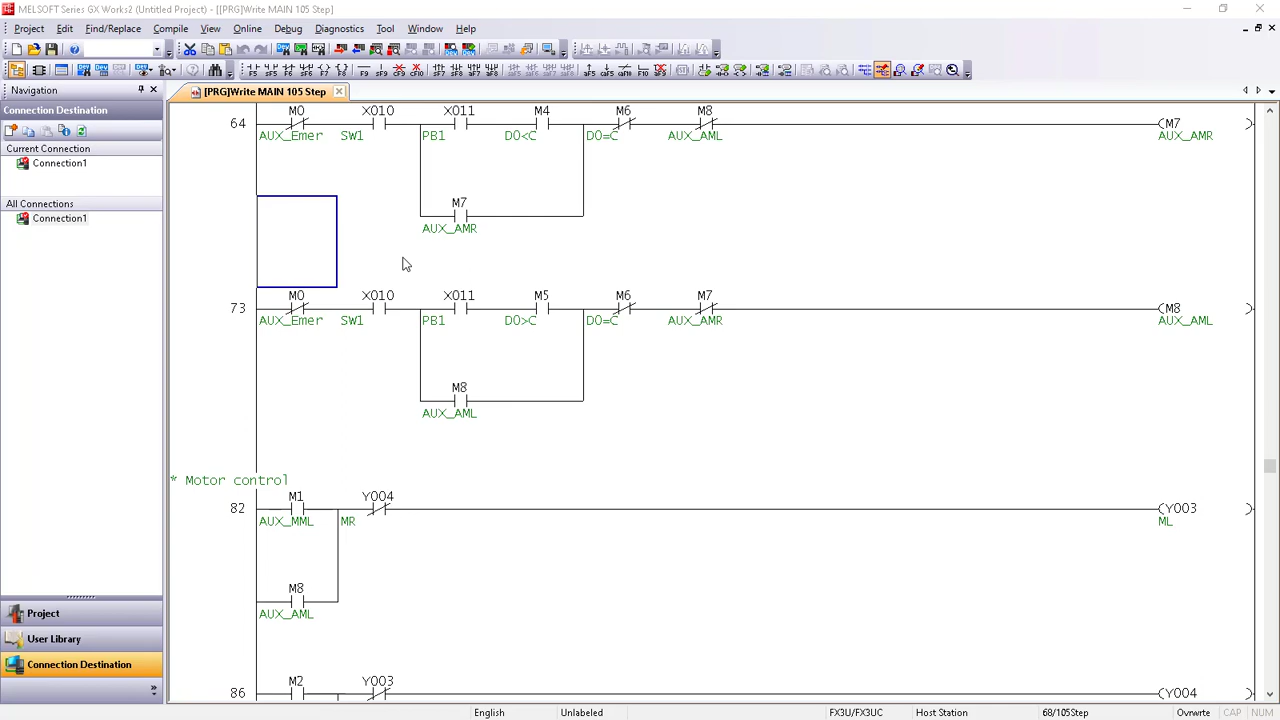 MELSOFT Series GX Works2 (Untitled Project) - [[PRG]Write MAIN 105 Step]
Project Edit Find/Replace Compile View Online Debug Diagnostics Tool Window Help
Navigation
[PRG]Write MAIN 105 Step
Connection Destination
Current Connection
Connection1
All Connections
Connection1
Project
User Library
Connection Destination
M0 X010 X011 M4 M6 M8
64 (M7 )
AUX_Emer SW1 PB1 D0<C D0=C AUX_AML AUX_AMR
M7
AUX_AMR
M0 X010 X011 M5 M6 M7
73 (M8 )
AUX_Emer SW1 PB1 D0>C D0=C AUX_AMR AUX_AML
M8
AUX_AML
* Motor control
M1 Y004
82 (Y003 )
AUX_MML MR ML
M8
AUX_AML
M2 Y003
86 (Y004 )
English Unlabeled FX3U/FX3UC Host Station 68/105Step Ovrwrte CAP NUM